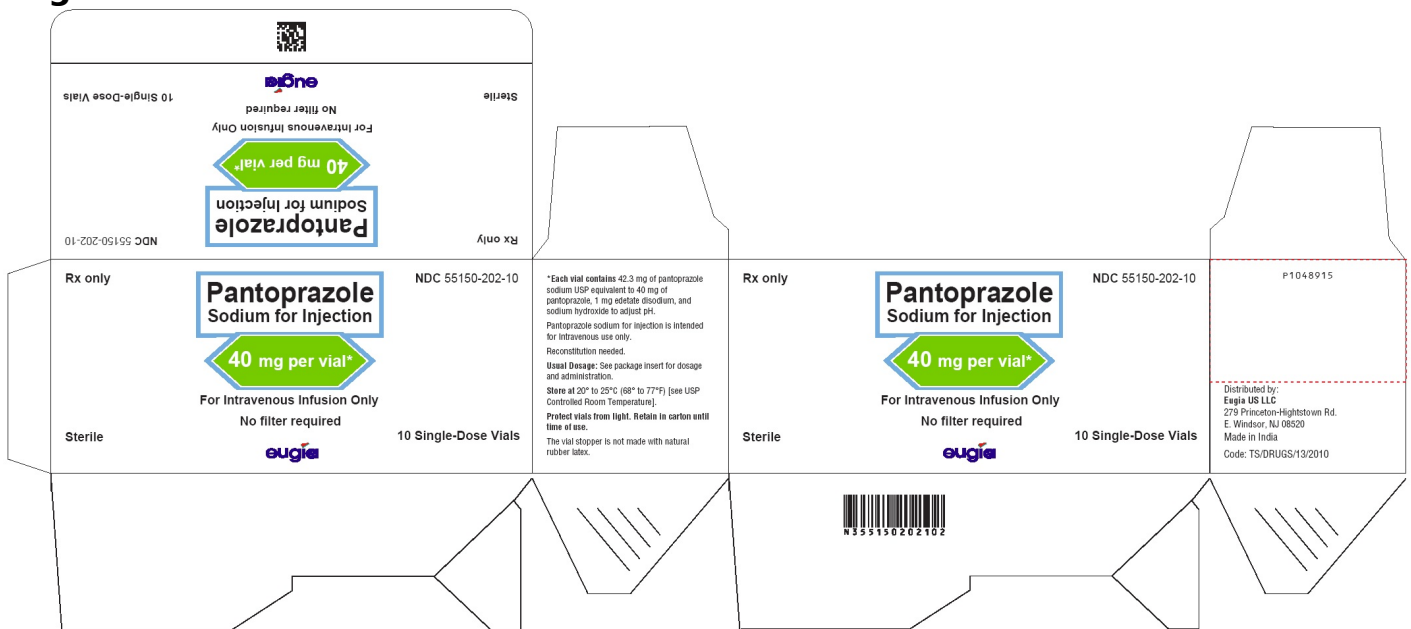 eugia
10 Single-Dose Vials
Sterile
No filter required
For Intravenous Infusion Only
40 mg per vial*
Pantoprazole
Sodium for Injection
NDC 55150-202-10
Rx only
Rx only
NDC 55150-202-10
Pantoprazole
Sodium for Injection
40 mg per vial*
For Intravenous Infusion Only
No filter required
Sterile
10 Single-Dose Vials
eugia
*Each vial contains 42.3 mg of pantoprazole
sodium USP equivalent to 40 mg of
pantoprazole, 1 mg edetate disodium, and
sodium hydroxide to adjust pH.
Pantoprazole sodium for injection is intended
for intravenous use only.
Reconstitution needed.
Usual Dosage: See package insert for dosage
and administration.
Store at 20° to 25°C (68° to 77°F) [see USP
Controlled Room Temperature].
Protect vials from light. Retain in carton until
time of use.
The vial stopper is not made with natural
rubber latex.
Rx only
NDC 55150-202-10
Pantoprazole
Sodium for Injection
40 mg per vial*
For Intravenous Infusion Only
No filter required
Sterile
10 Single-Dose Vials
eugia
N355150202102
P1048915
Distributed by:
Eugia US LLC
279 Princeton-Hightstown Rd.
E. Windsor, NJ 08520
Made in India
Code: TS/DRUGS/13/2010